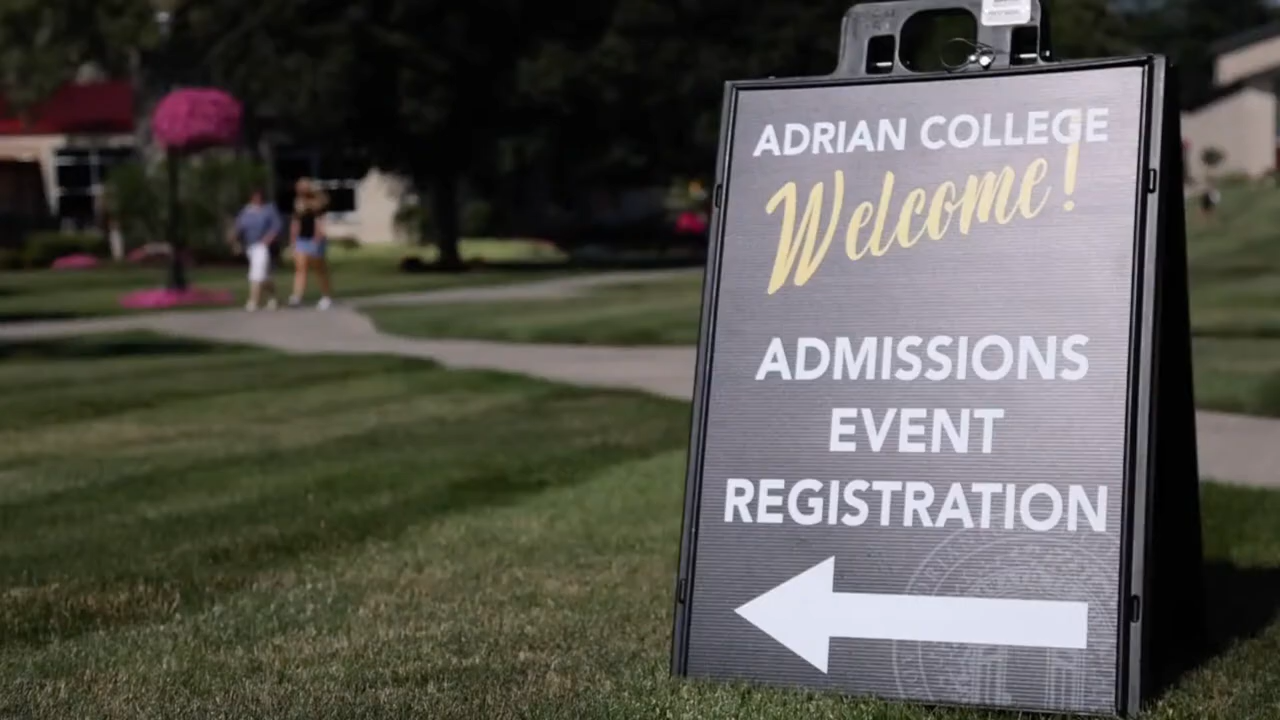 ADRIAN COLLEGE
Welcome!
ADMISSIONS
EVENT
REGISTRATION